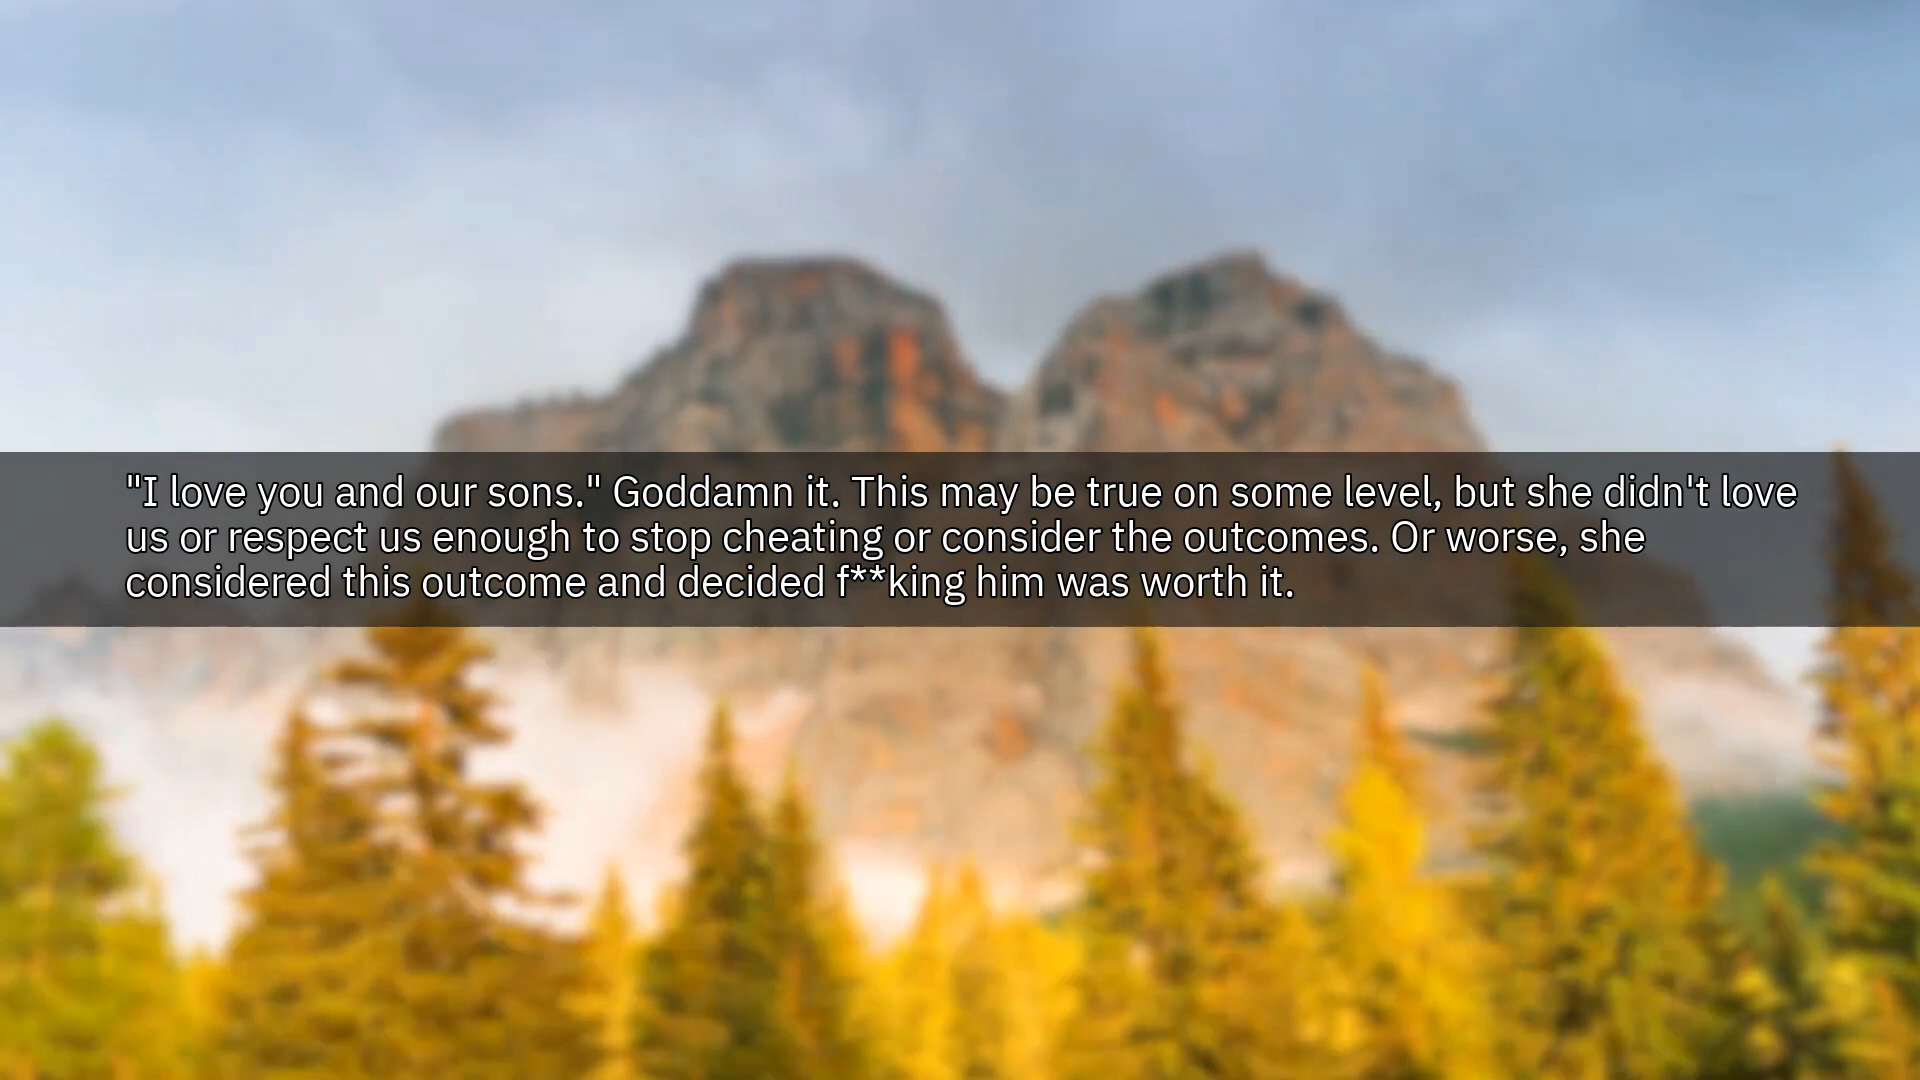 "I love you and our sons." Goddamn it. This may be true on some level, but she didn't love
us or respect us enough to stop cheating or consider the outcomes. Or worse, she
considered this outcome and decided f**king him was worth it.